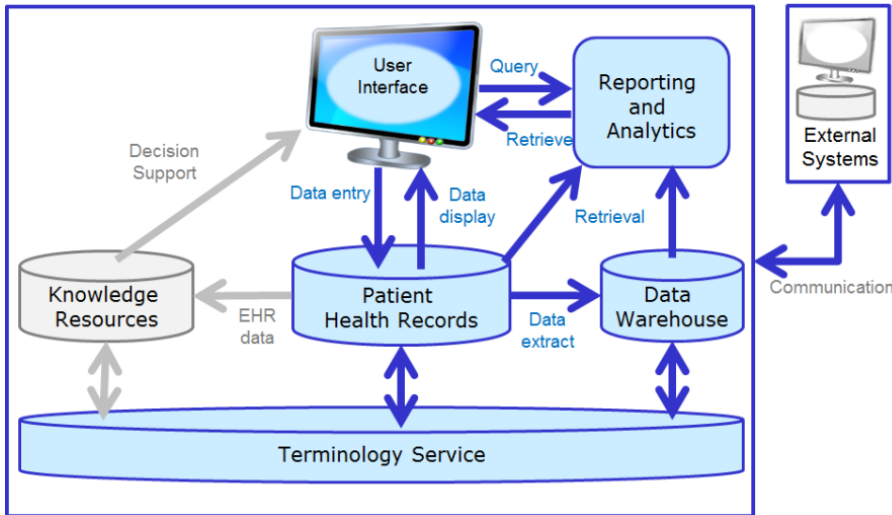 User
Interface
Query
Retrieve
Reporting
and
Analytics
External
Systems
Decision
Support
Data entry
Data
display
Retrieval
Knowledge
Resources
EHR
data
Patient
Health Records
Data
extract
Data
Warehouse
Communication
Terminology Service